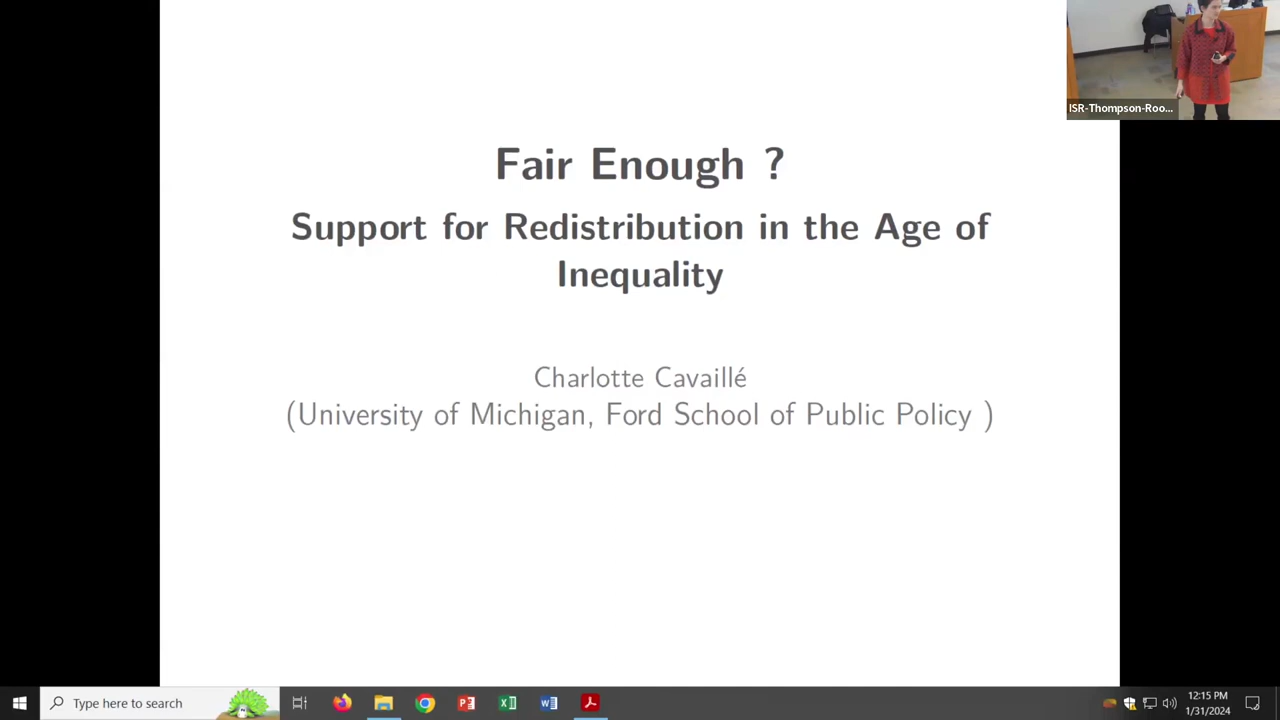 ISR-Thompson-Roo...
Fair Enough ?
Support for Redistribution in the Age of
Inequality
Charlotte Cavaillé
(University of Michigan, Ford School of Public Policy )
Type here to search
12:15 PM
1/31/2024